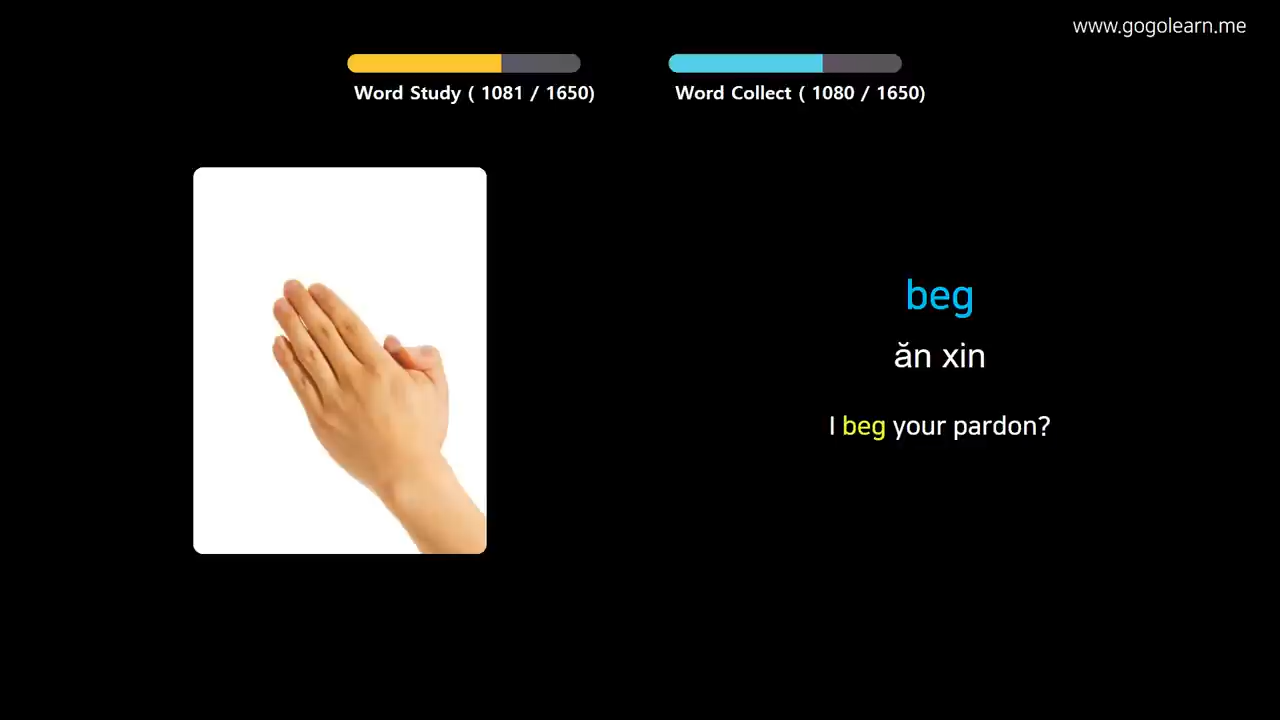 www.gogolearn.me
Word Study ( 1081 / 1650)
Word Collect ( 1080 / 1650)
beg
ăn xin
I beg your pardon?